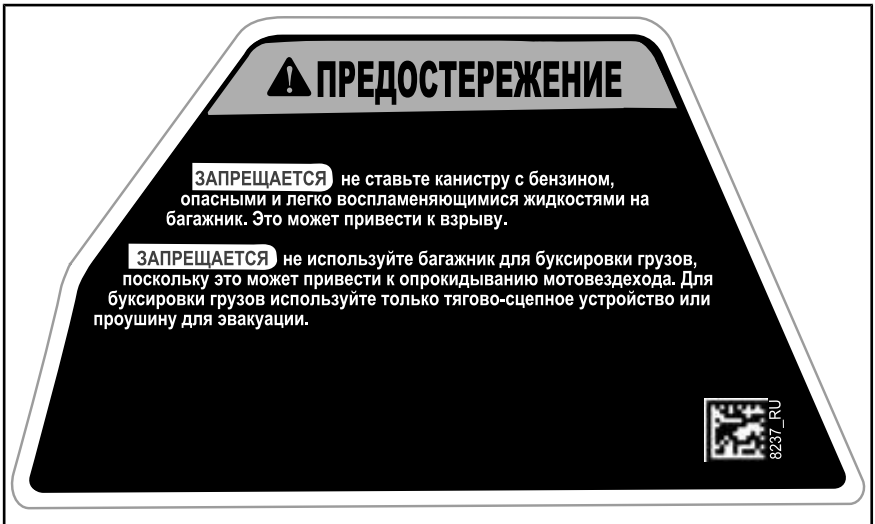 ПРЕДОСТЕРЕЖЕНИЕ
ЗАПРЕЩАЕТСЯ не ставьте канистру с бензином,
опасными и легко воспламеняющимися жидкостями на
багажник. Это может привести к взрыву.
ЗАПРЕЩАЕТСЯ не используйте багажник для буксировки грузов,
поскольку это может привести к опрокидыванию мотовездехода. Для
буксировки грузов используйте только тягово-сцепное устройство или
проушину для эвакуации.
8237_RU